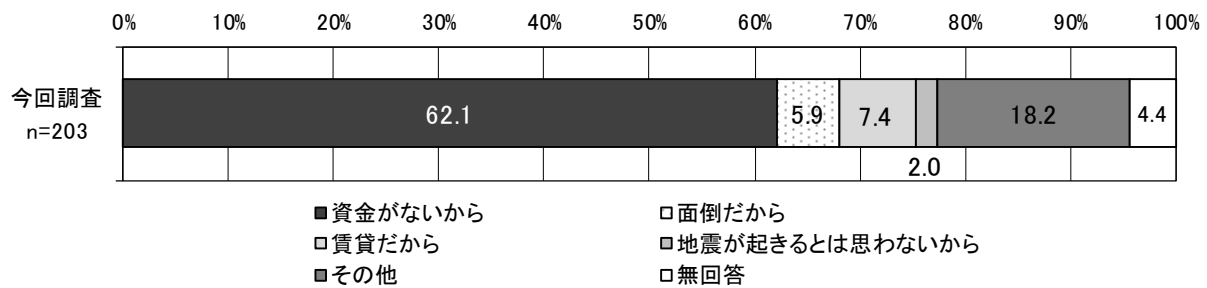 0% 10% 20% 30% 40% 50% 60% 70% 80% 90% 100%
今回調査
n=203
62.1 5.9 7.4 18.2 4.4
2.0
資金がないから 面倒だから
賃貸だから 地震が起きるとは思わないから
その他 無回答